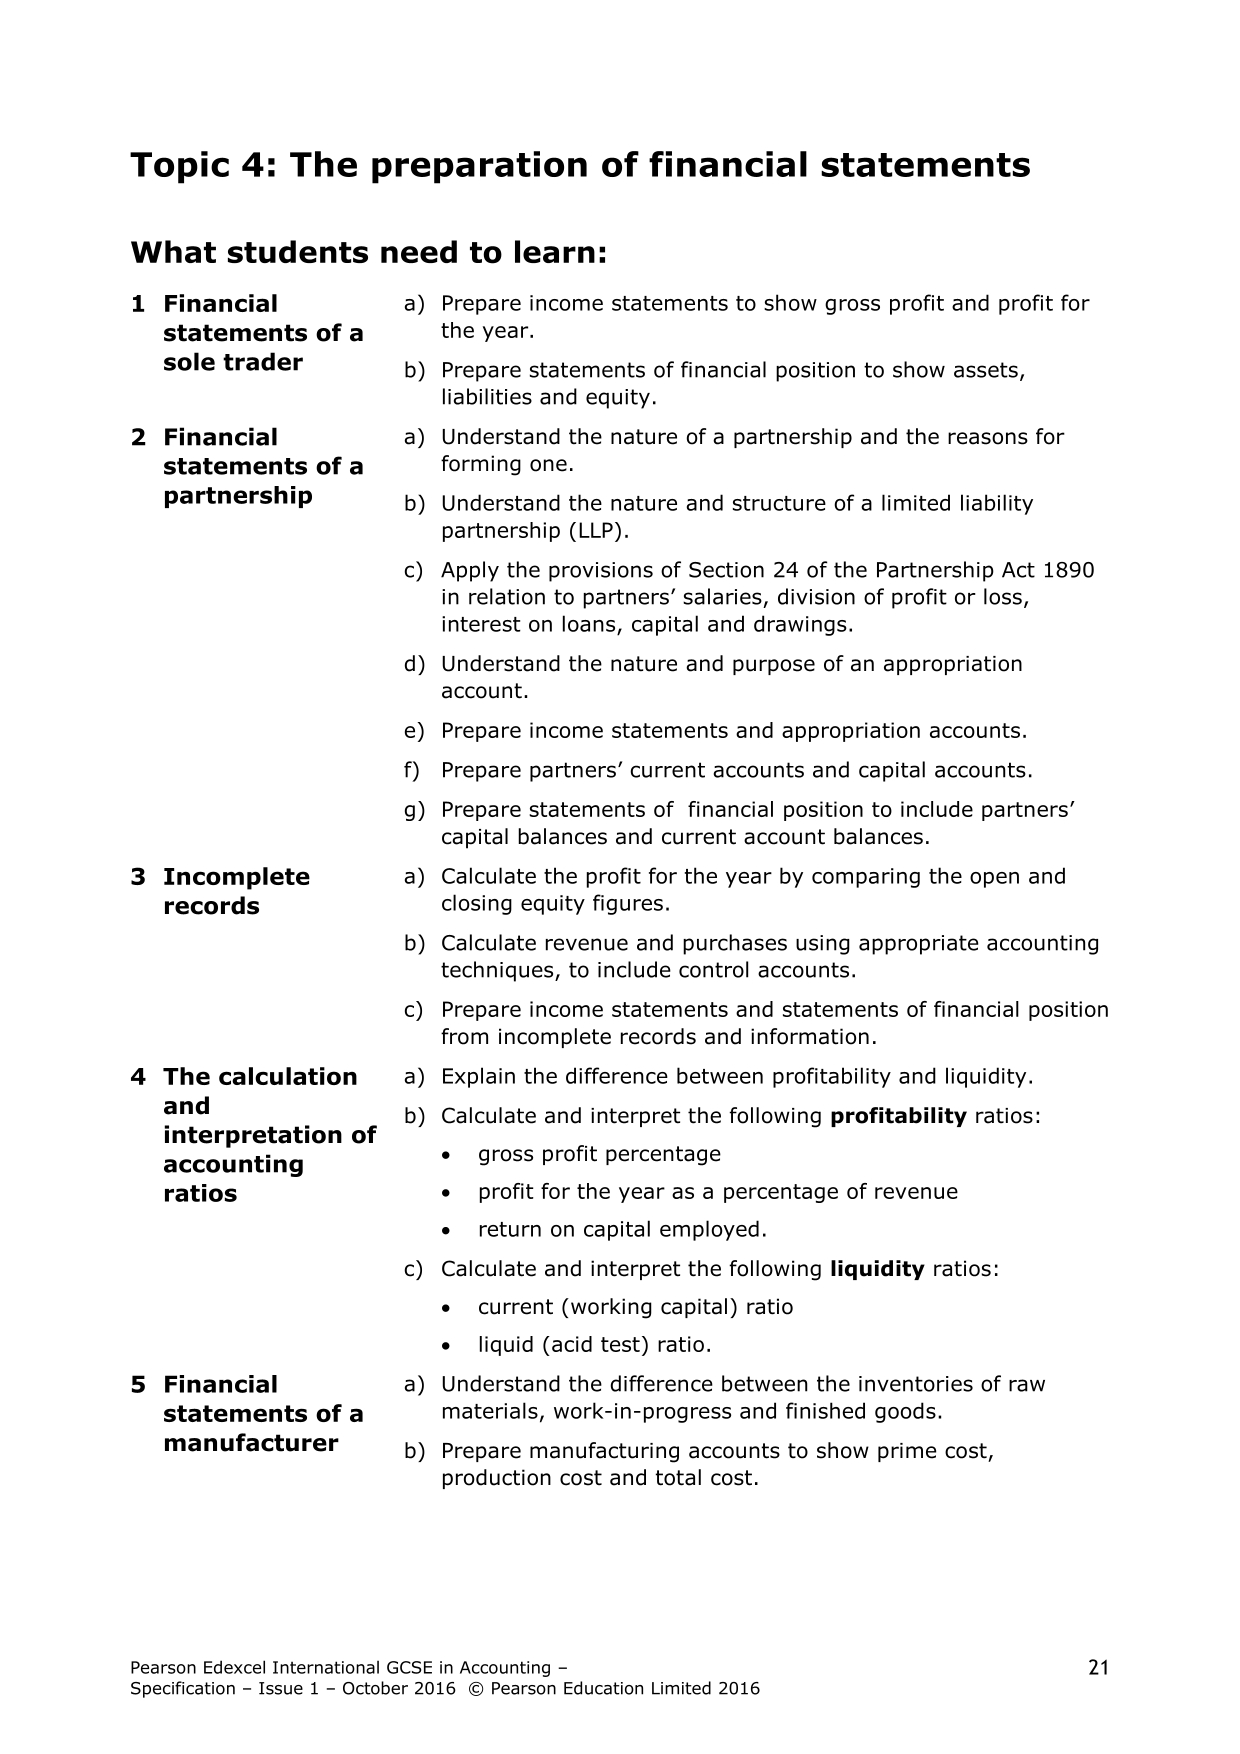 Topic 4: The preparation of financial statements
What students need to learn:
1 Financial
statements of a
sole trader
a) Prepare income statements to show gross profit and profit for
the year.
b) Prepare statements of financial position to show assets,
liabilities and equity.
2 Financial
statements of a
partnership
a) Understand the nature of a partnership and the reasons for
forming one.
b) Understand the nature and structure of a limited liability
partnership (LLP).
c) Apply the provisions of Section 24 of the Partnership Act 1890
in relation to partners’ salaries, division of profit or loss,
interest on loans, capital and drawings.
d) Understand the nature and purpose of an appropriation
account.
e) Prepare income statements and appropriation accounts.
f) Prepare partners’ current accounts and capital accounts.
g) Prepare statements of  financial position to include partners’
capital balances and current account balances.
3 Incomplete
records
a) Calculate the profit for the year by comparing the open and
closing equity figures.
b) Calculate revenue and purchases using appropriate accounting
techniques, to include control accounts.
c) Prepare income statements and statements of financial position
from incomplete records and information.
4 The calculation
and
interpretation of
accounting
ratios
a) Explain the difference between profitability and liquidity.
b) Calculate and interpret the following profitability ratios:
• gross profit percentage
• profit for the year as a percentage of revenue
• return on capital employed.
c) Calculate and interpret the following liquidity ratios:
• current (working capital) ratio
• liquid (acid test) ratio.
5 Financial
statements of a
manufacturer
a) Understand the difference between the inventories of raw
materials, work-in-progress and finished goods.
b) Prepare manufacturing accounts to show prime cost,
production cost and total cost.
Pearson Edexcel International GCSE in Accounting –
Specification – Issue 1 – October 2016 © Pearson Education Limited 2016
21